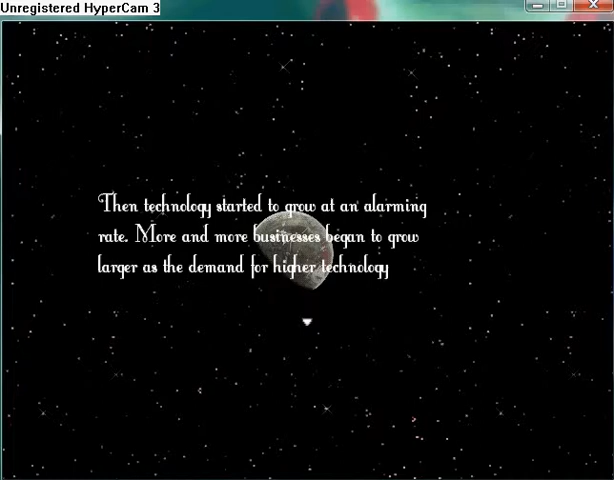 Unregistered HyperCam 3
Then technology started to grow at an alarming
rate. More and more businesses began to grow
larger as the demand for higher technology